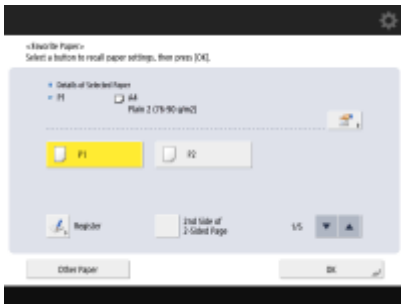 <Favorite Paper>
Select a button to recall paper settings, then press [OK].
Details of Selected Paper
P1 A4
Plain 2 (76-90 g/m2)
P1 P2
Register 2nd Side of 2-Sided Page 1/5
Other Paper OK